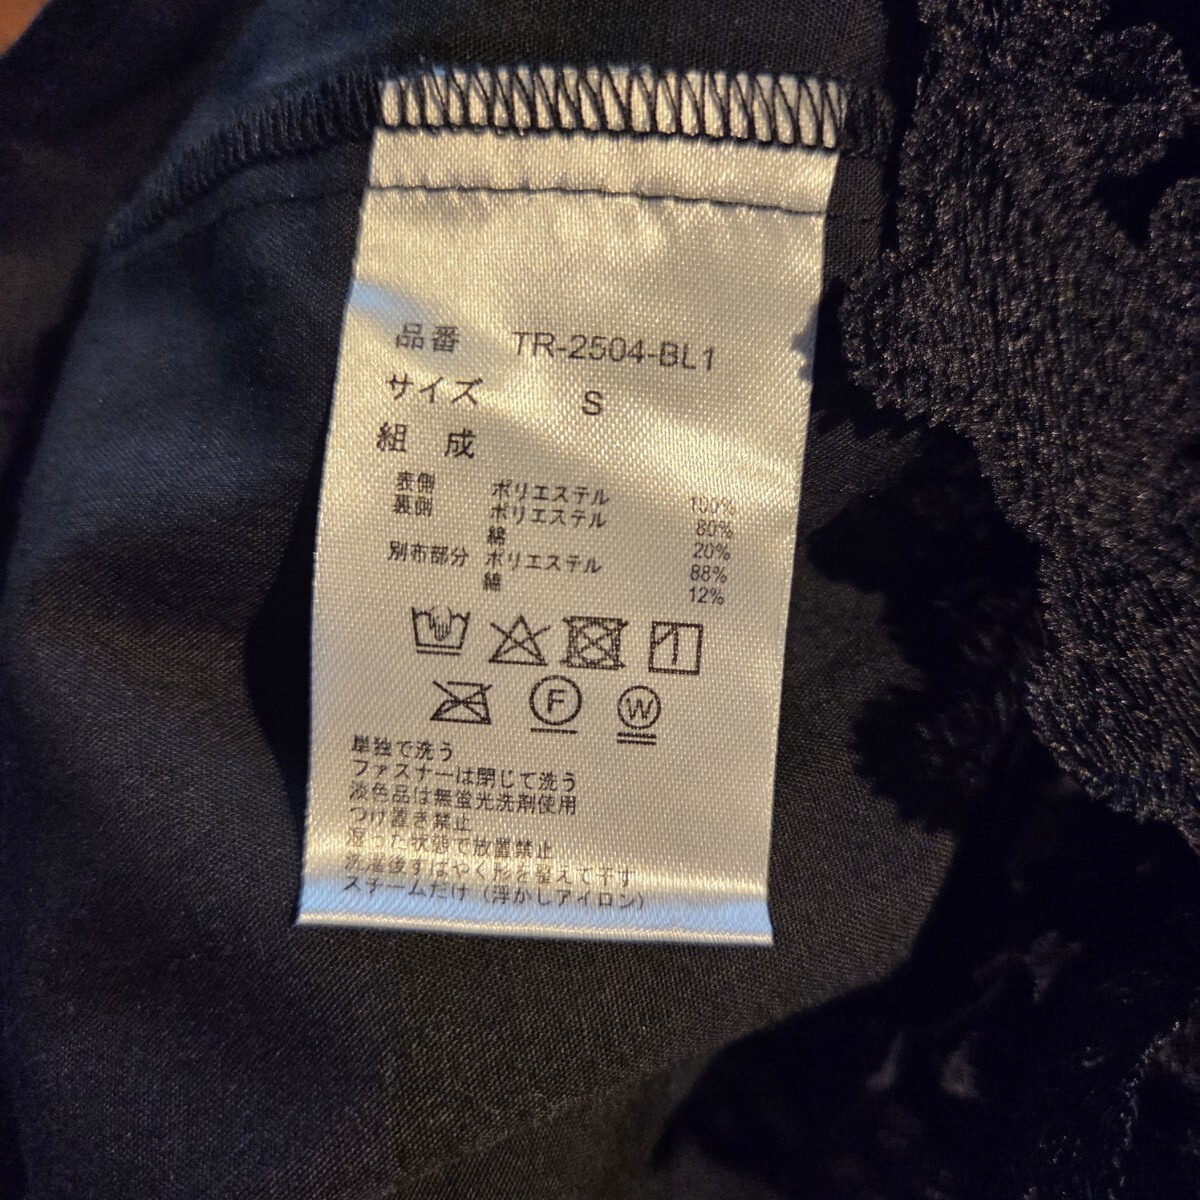 品番 TR-2504-BL1
サイズ S
組 成
表側 ポリエステル 100%
裏側 ポリエステル 80%
綿 20%
別布部分 ポリエステル 88%
綿 12%
F W
単独で洗う
ファスナーは閉じて洗う
淡色品は無蛍光洗剤使用
つけ置き禁止
湿った状態で放置禁止
洗濯後すばやく形を整えて干す
スチームだけ（浮かしアイロン）